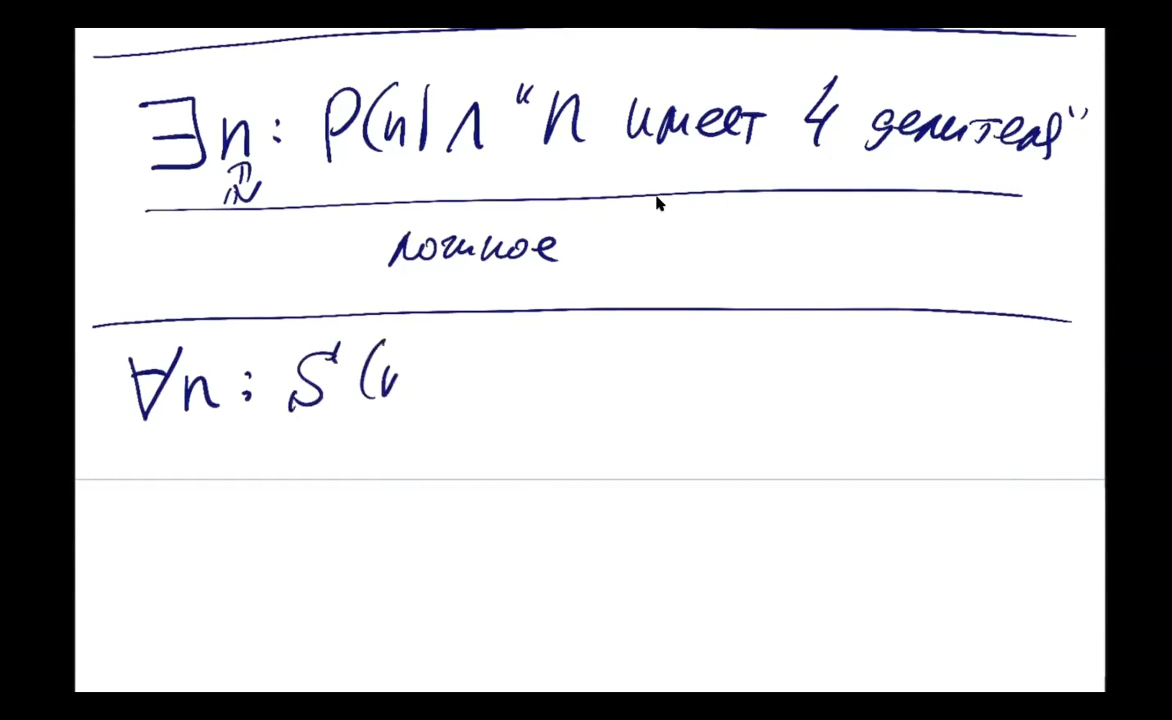 ∃n: P(n) ∧ "n имеет 4 делителя"
∈
ℕ
ложное
∀n: S(